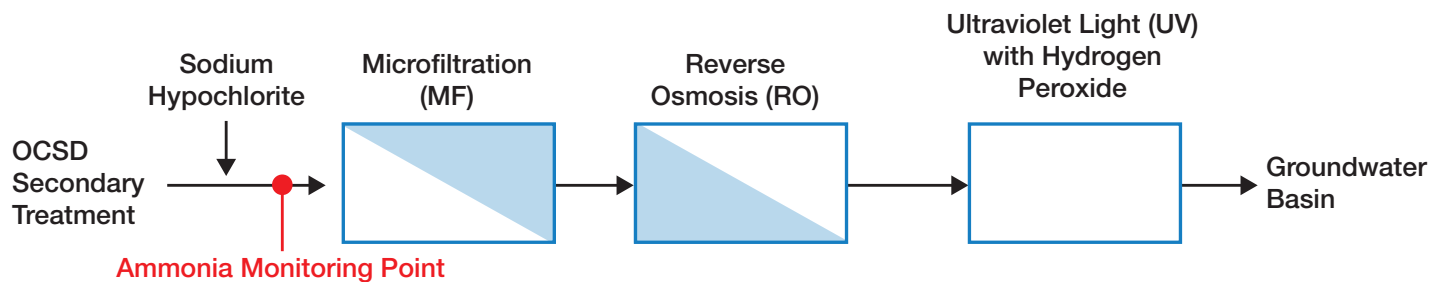 OCSD
Secondary
Treatment
Sodium
Hypochlorite
Ammonia Monitoring Point
Microfiltration
(MF)
Reverse
Osmosis (RO)
Ultraviolet Light (UV)
with Hydrogen
Peroxide
Groundwater
Basin